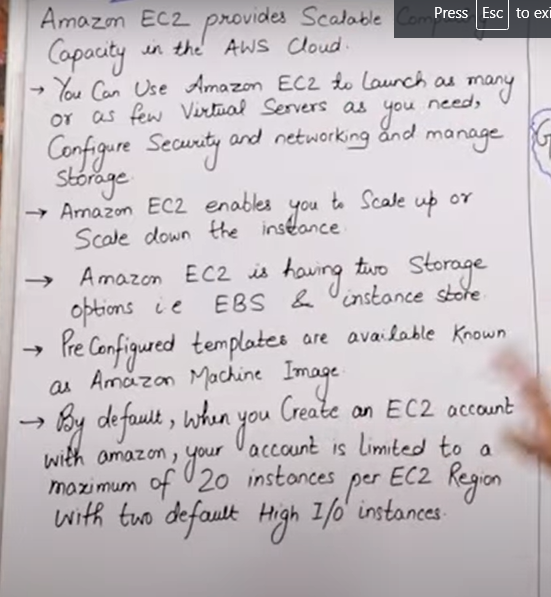 Amazon EC2 provides Scalable
Press Esc to exi
Capacity in the AWS Cloud.
→ You Can Use Amazon EC2 to Launch as many
or as few Virtual Servers as you need,
Configure Security and networking and manage
Storage.
→ Amazon EC2 enables you to Scale up or
Scale down the instance.
→ Amazon EC2 is having two Storage
options i.e EBS & instance store.
→ Pre Configured templates are available Known
as Amazon Machine Image.
→ By default, when you Create an EC2 account
with amazon, your account is limited to a
maximum of 20 instances per EC2 Region
with two default High I/O instances.